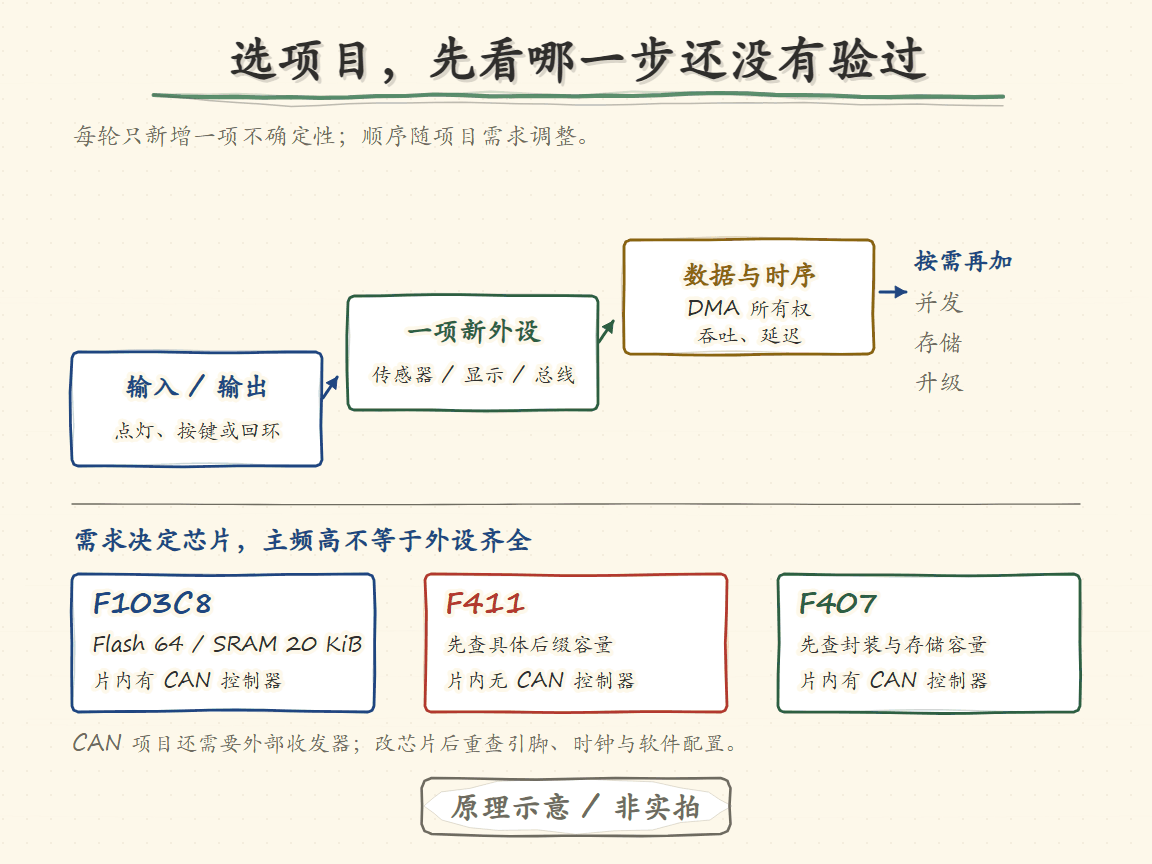 选项目，先看哪一步还没有验过
每轮只新增一项不确定性；顺序随项目需求调整。
输入 / 输出
点灯、按键或回环
一项新外设
传感器 / 显示 / 总线
数据与时序
DMA 所有权
吞吐、延迟
按需再加
并发
存储
升级
需求决定芯片，主频高不等于外设齐全
F103C8
Flash 64 / SRAM 20 KiB
片内有 CAN 控制器
F411
先查具体后缀容量
片内无 CAN 控制器
F407
先查封装与存储容量
片内有 CAN 控制器
CAN 项目还需要外部收发器；改芯片后重查引脚、时钟与软件配置。
原理示意 / 非实拍